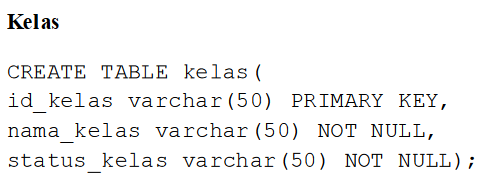 Kelas
CREATE TABLE kelas(
id_kelas varchar(50) PRIMARY KEY,
nama_kelas varchar(50) NOT NULL,
status_kelas varchar(50) NOT NULL);